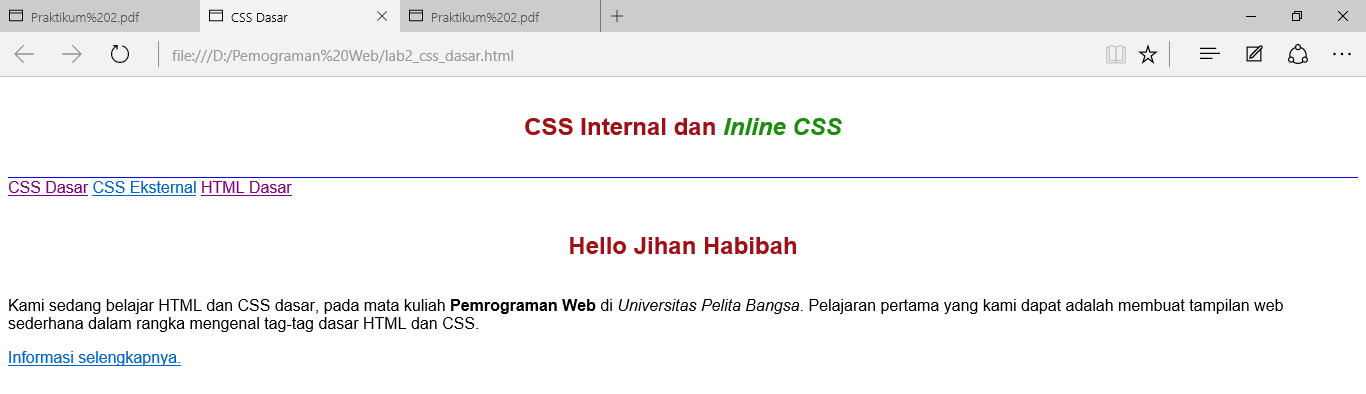 Praktikum%202.pdf
CSS Dasar
Praktikum%202.pdf
file:///D:/Pemograman%20Web/lab2_css_dasar.html
CSS Internal dan Inline CSS
CSS Dasar CSS Eksternal HTML Dasar
Hello Jihan Habibah
Kami sedang belajar HTML dan CSS dasar, pada mata kuliah Pemrograman Web di Universitas Pelita Bangsa. Pelajaran pertama yang kami dapat adalah membuat tampilan web
sederhana dalam rangka mengenal tag-tag dasar HTML dan CSS.
Informasi selengkapnya.